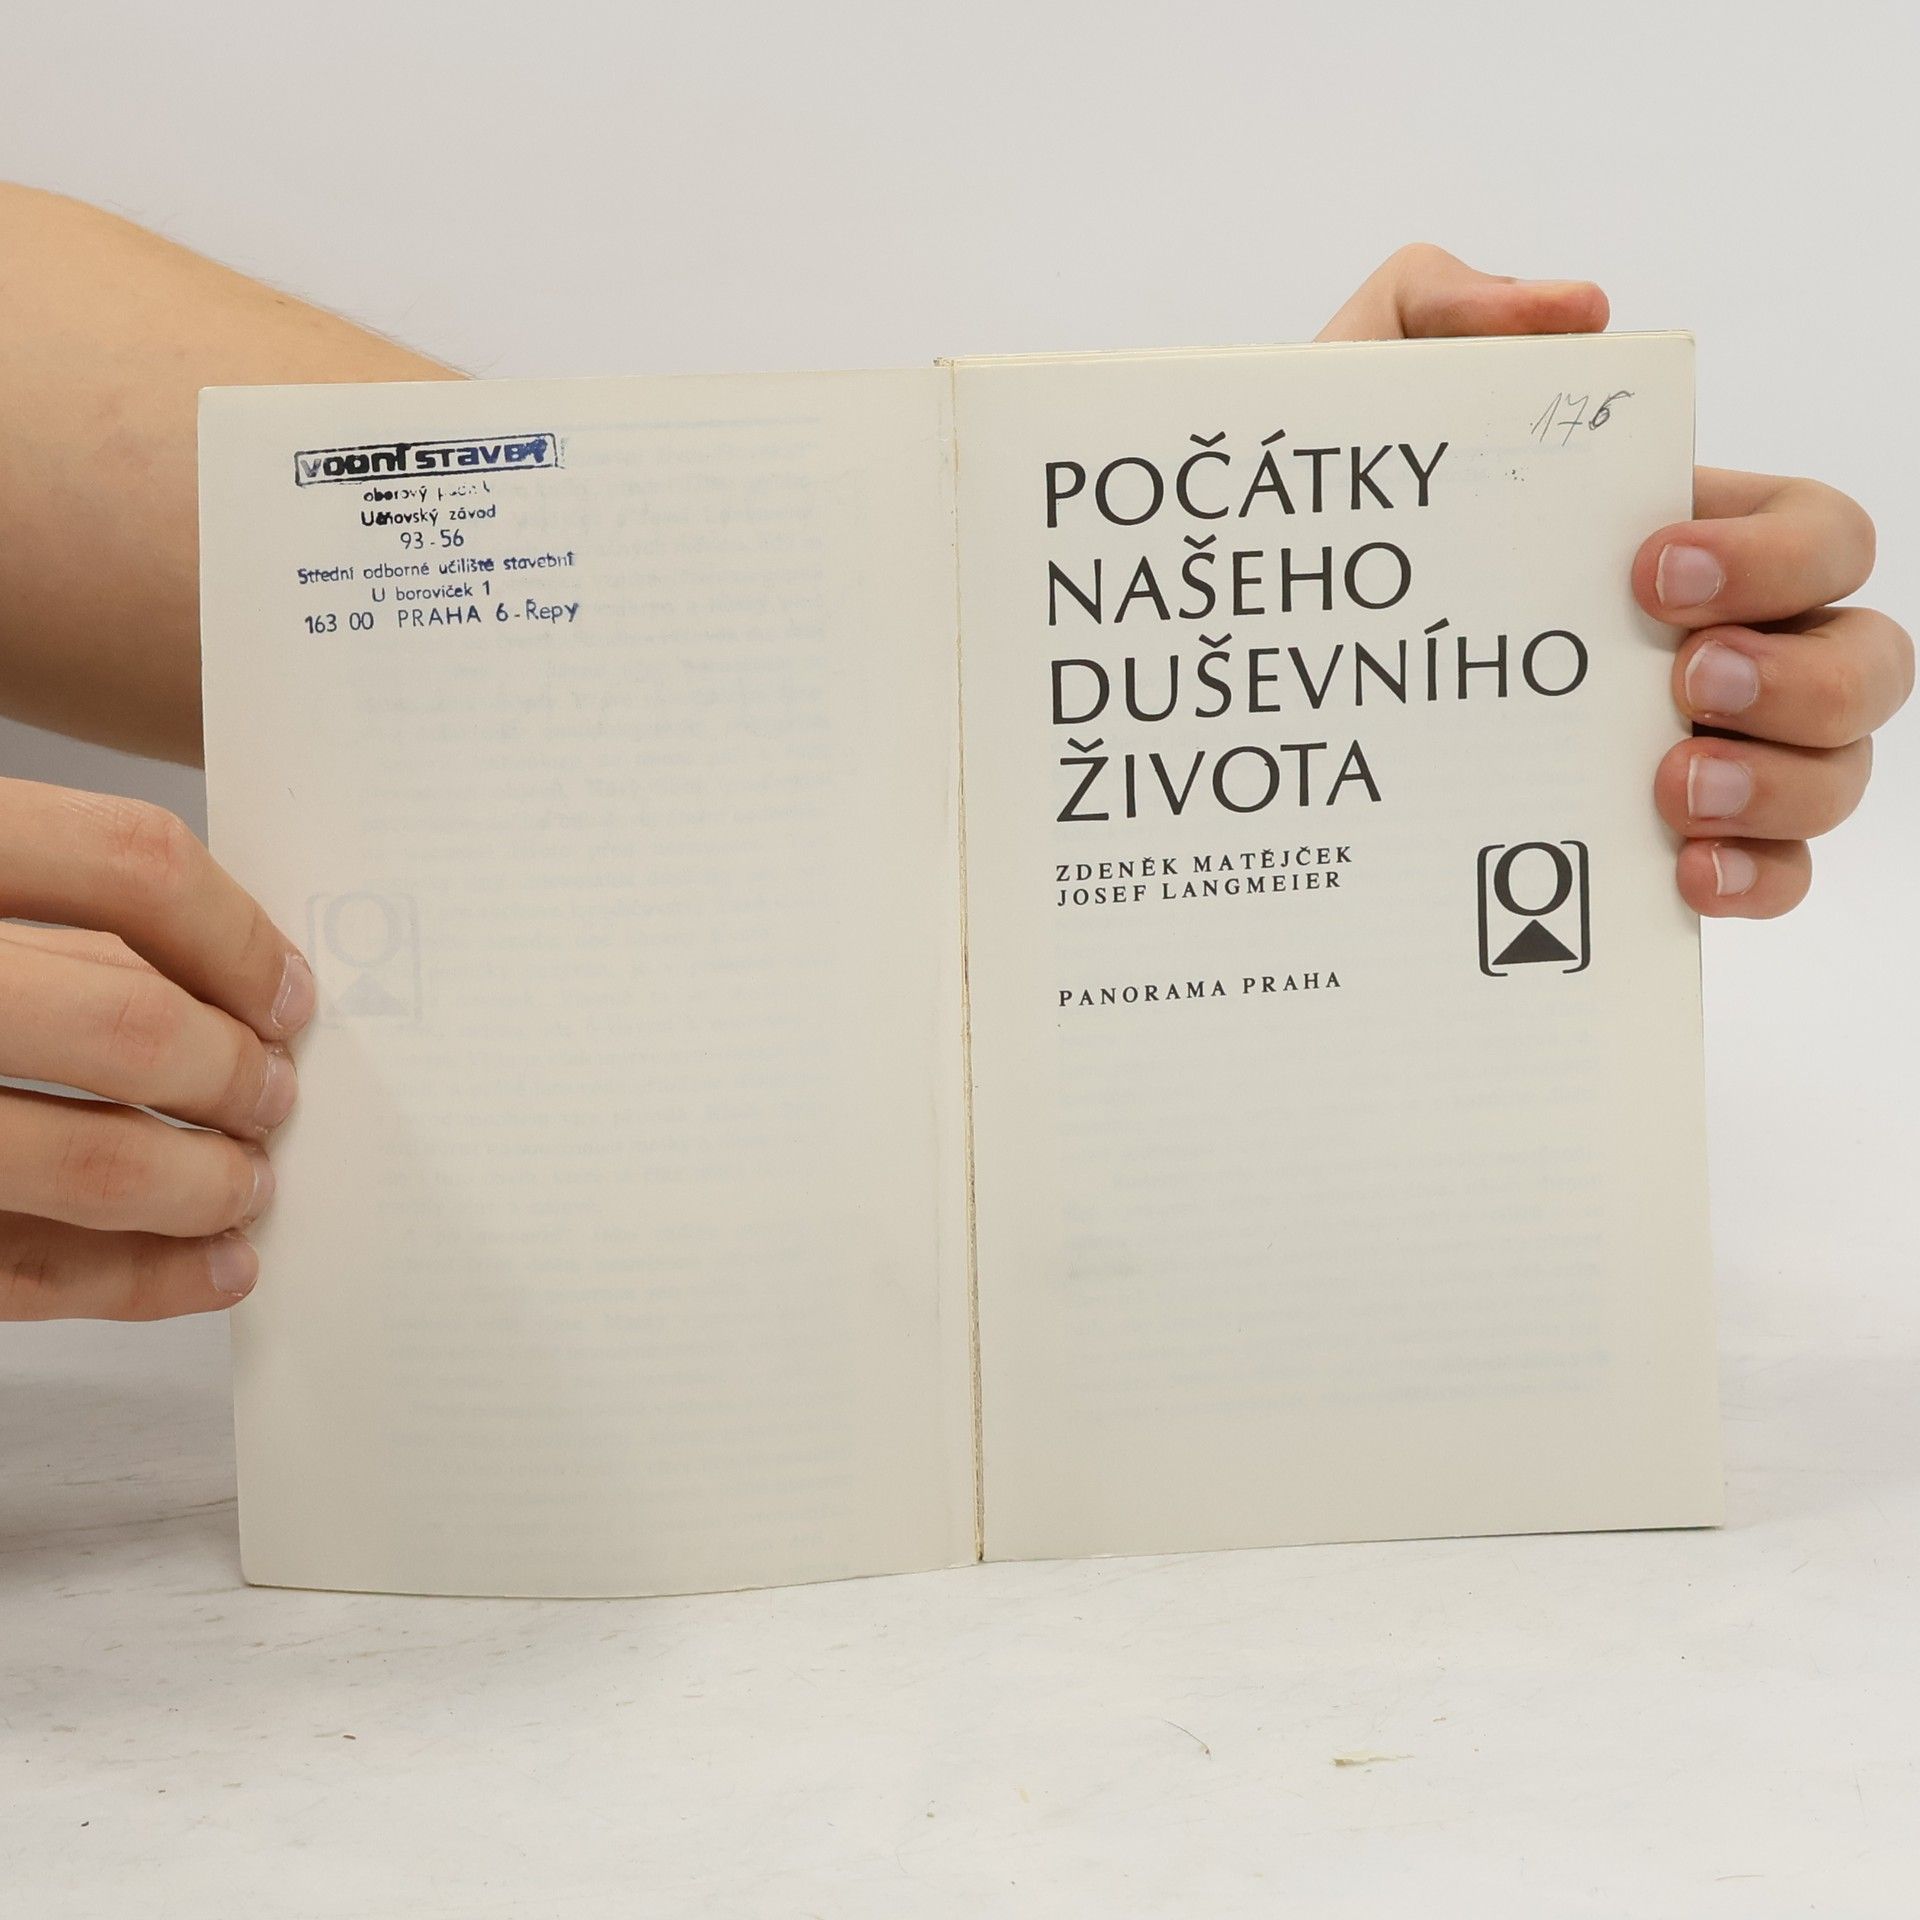 VODNÍ STAVBY
oborový
Učňovský závod
93-56
Střední odborné učiliště stavební
U boroviček 1
163 00 PRAHA 6-Řepy
176
POČÁTKY
NAŠEHO
DUŠEVNÍHO
ŽIVOTA
ZDENĚK MATĚJČEK
JOSEF LANGMEIER
PANORAMA PRAHA